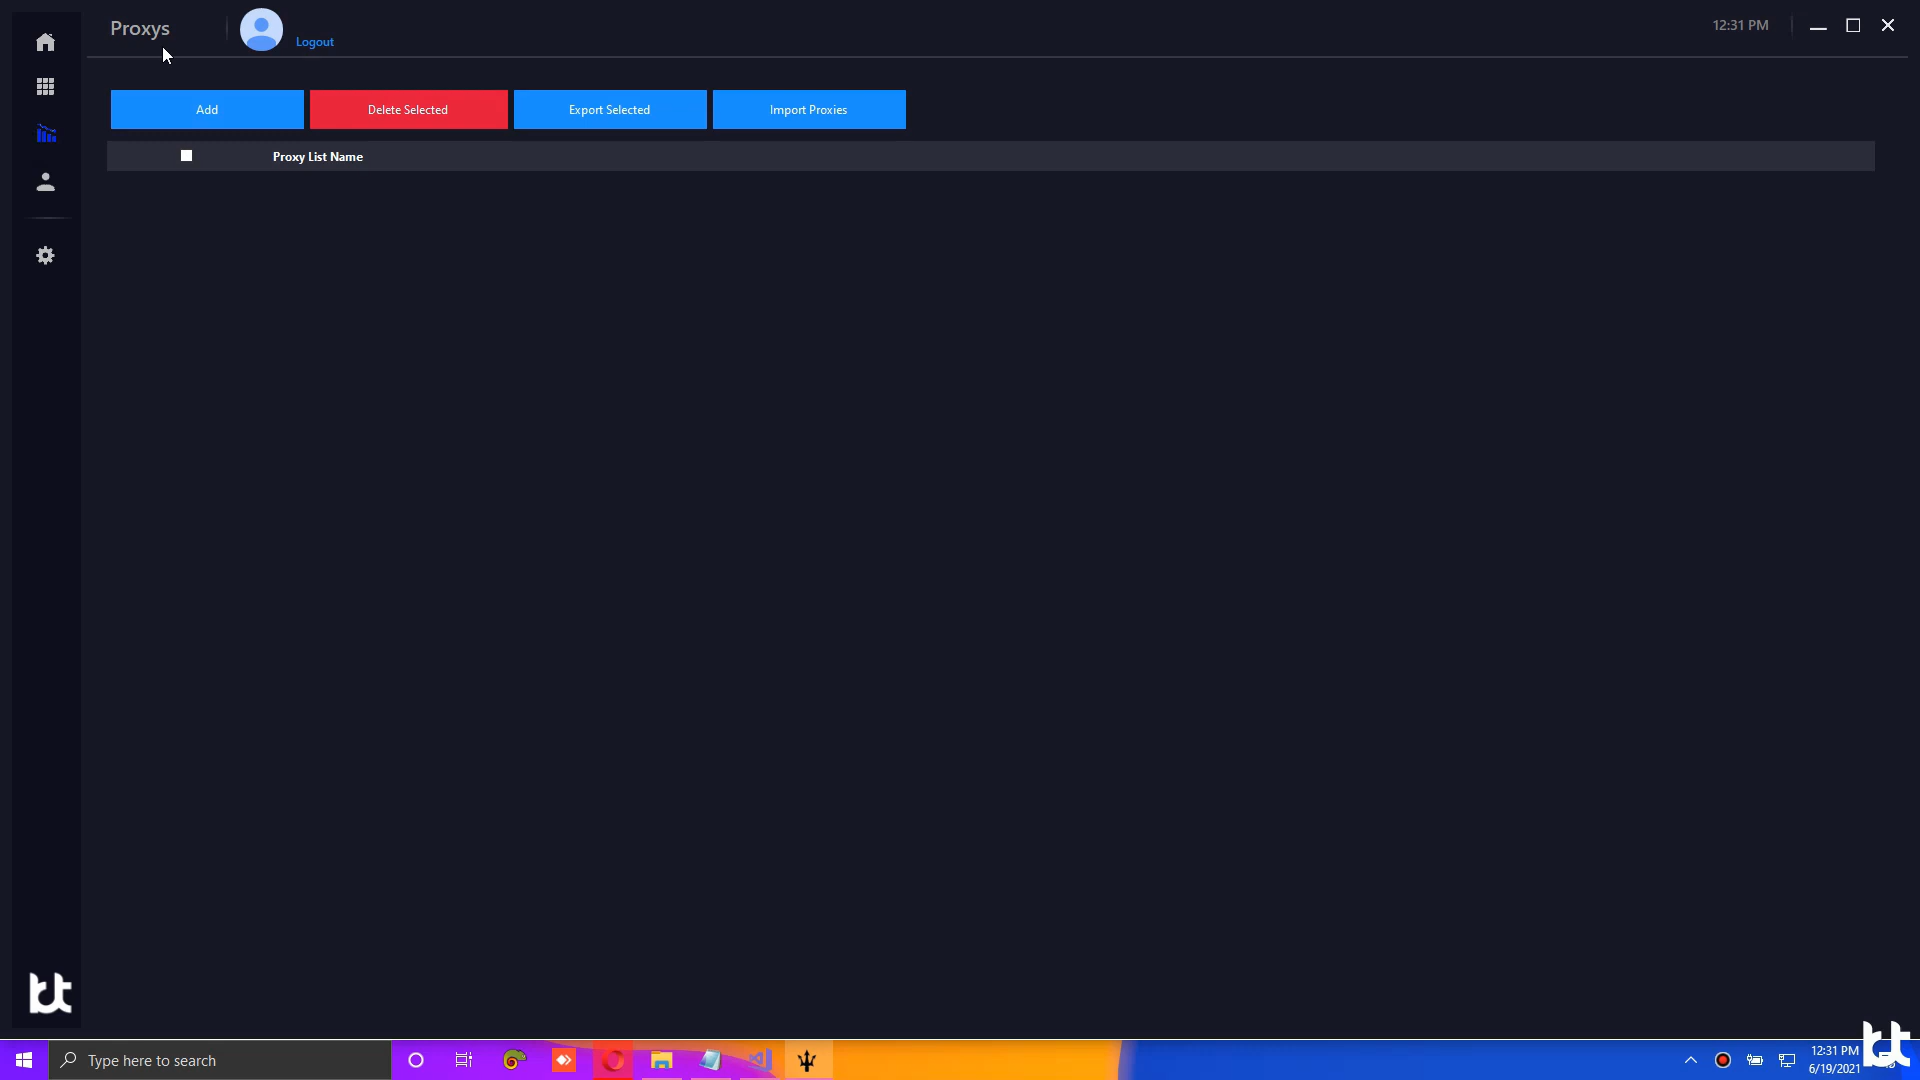 Proxys
Logout
12:31 PM
Add
Delete Selected
Export Selected
Import Proxies
Proxy List Name
Type here to search
12:31 PM
6/19/2021